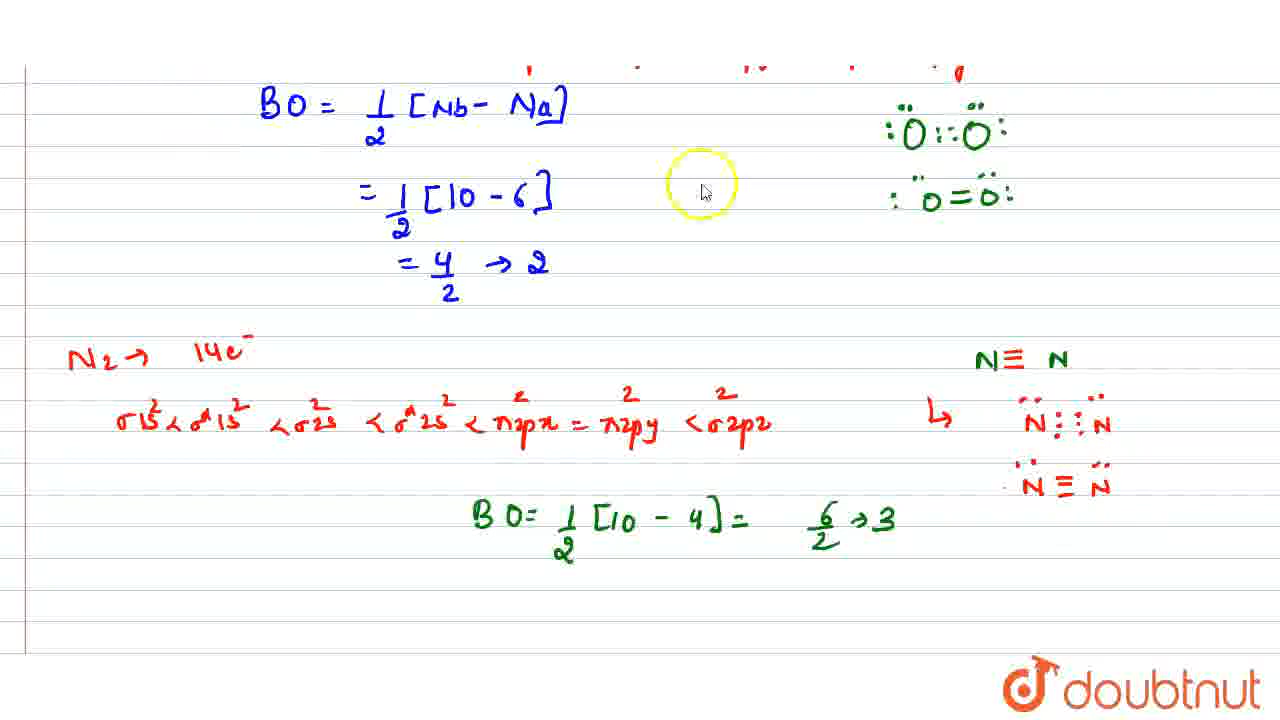 BO = 1/2 [Nb - Na]
:Ö::Ö:
= 1/2 [10 - 6]
:Ö=Ö:
= 4/2 → 2
N2 → 14e⁻
N≡N
σ1s² < σ*1s² < σ2s² < σ*2s² < π2px² = π2py² < σ2pz²
↳ N̈⋮⋮N̈
N̈≡N̈
BO = 1/2 [10 - 4] = 6/2 → 3
doubtnut